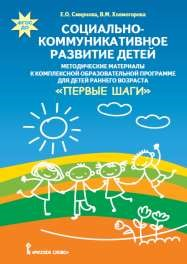 Е.О. Смирнова, В.М. Холмогорова
СОЦИАЛЬНО-
КОММУНИКАТИВНОЕ
РАЗВИТИЕ ДЕТЕЙ
МЕТОДИЧЕСКИЕ МАТЕРИАЛЫ
К КОМПЛЕКСНОЙ ОБРАЗОВАТЕЛЬНОЙ ПРОГРАММЕ
ДЛЯ ДЕТЕЙ РАННЕГО ВОЗРАСТА
«ПЕРВЫЕ ШАГИ»
ФГОС
ДО
«РУССКОЕ СЛОВО»